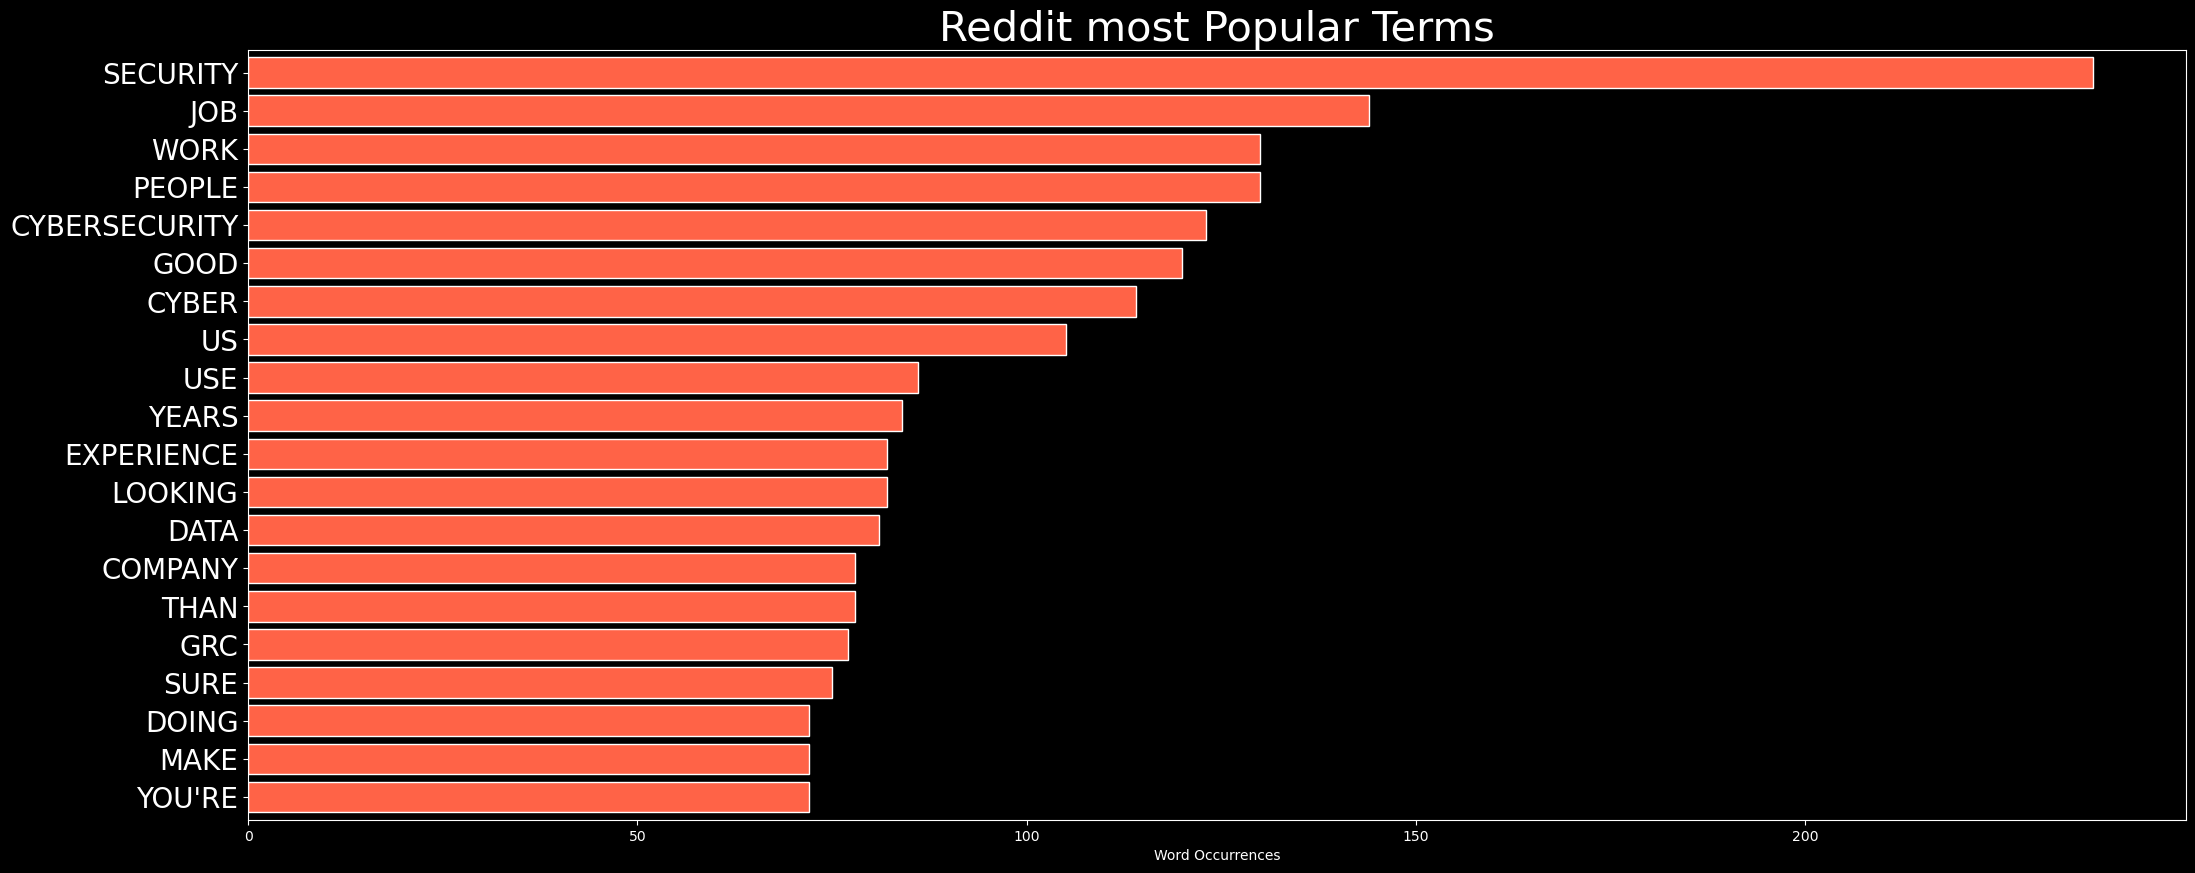 Reddit most Popular Terms
SECURITY
JOB
WORK
PEOPLE
CYBERSECURITY
GOOD
CYBER
US
USE
YEARS
EXPERIENCE
LOOKING
DATA
COMPANY
THAN
GRC
SURE
DOING
MAKE
YOU'RE
0 50 100 150 200
Word Occurrences